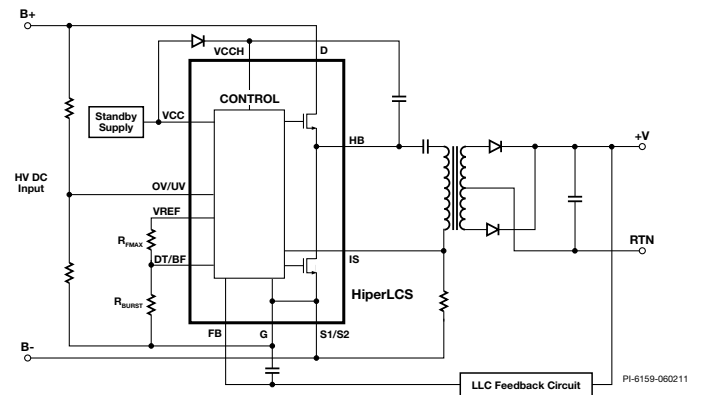 B+
VCCH
D
CONTROL
Standby
Supply
VCC
HB
+V
HV DC
Input
OV/UV
VREF
RFMAX
DT/BF
IS
RTN
RBURST
HiperLCS
FB
G
S1/S2
B-
LLC Feedback Circuit
PI-6159-060211